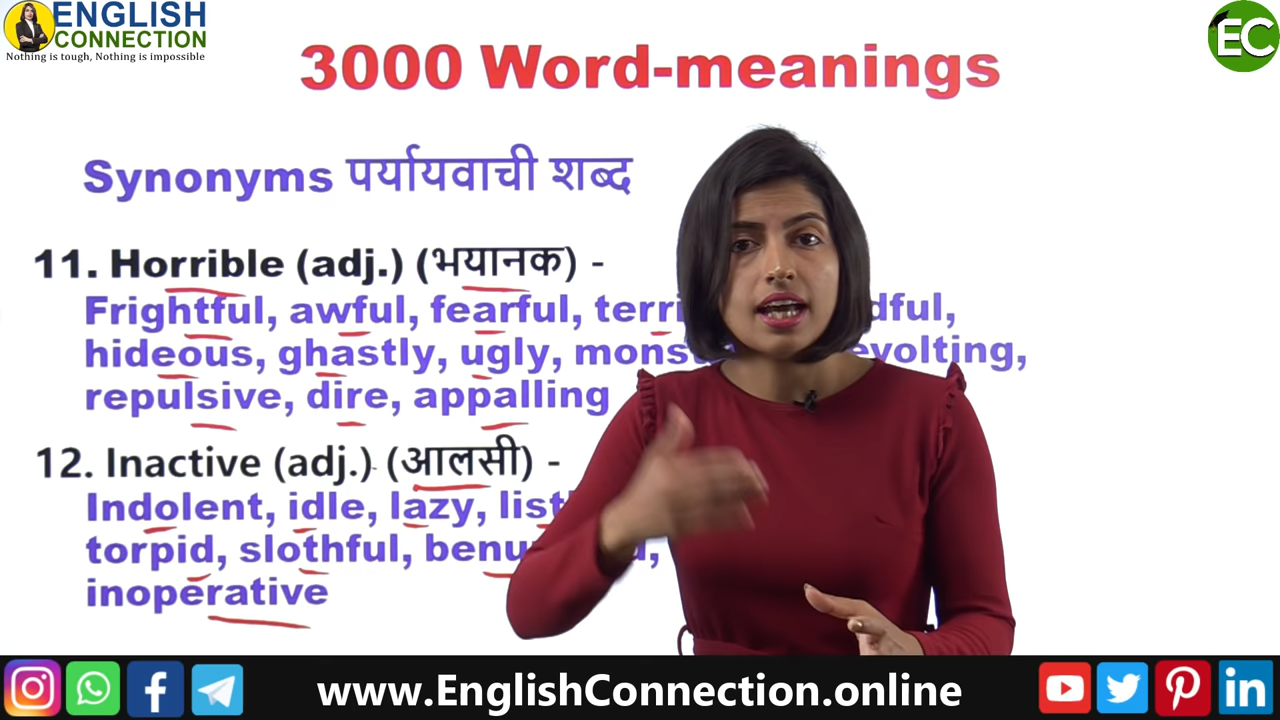 ENGLISH
CONNECTION
Nothing is tough, Nothing is impossible
EC
3000 Word-meanings
Synonyms पर्यायवाची शब्द
11. Horrible (adj.) (भयानक) -
Frightful, awful, fearful,
hideous, ghastly, ugly,
repulsive, dire, appalling
12. Inactive (adj.) (आलसी) -
Indolent, idle, lazy,
torpid, slothful,
inoperative
www.EnglishConnection.online